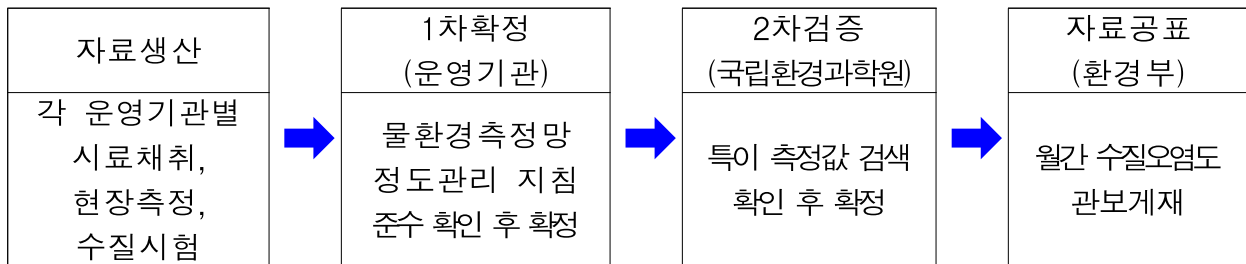 자료생산
각 운영기관별
시료채취,
현장측정,
수질시험
1차확정
(운영기관)
물환경측정망
정도관리 지침
준수 확인 후 확정
2차검증
(국립환경과학원)
특이 측정값 검색
확인 후 확정
자료공표
(환경부)
월간 수질오염도
관보게재